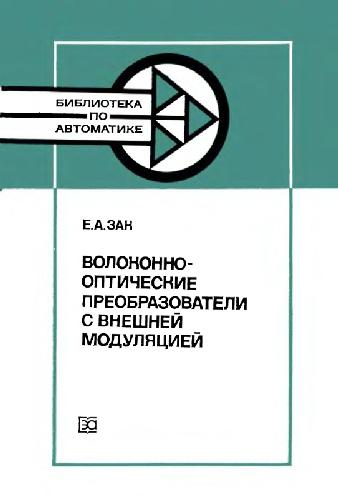 БИБЛИОТЕКА
ПО
АВТОМАТИКЕ
Е.А.ЗАК
ВОЛОКОННО-
ОПТИЧЕСКИЕ
ПРЕОБРАЗОВАТЕЛИ
С ВНЕШНЕЙ
МОДУЛЯЦИЕЙ